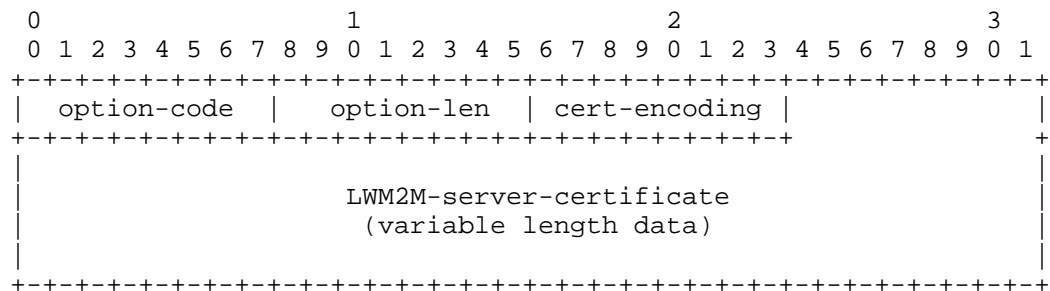 0                   1                   2                   3
 0 1 2 3 4 5 6 7 8 9 0 1 2 3 4 5 6 7 8 9 0 1 2 3 4 5 6 7 8 9 0 1
+-+-+-+-+-+-+-+-+-+-+-+-+-+-+-+-+-+-+-+-+-+-+-+-+-+-+-+-+-+-+-+-+
|  option-code  |   option-len  | cert-encoding |               |
+-+-+-+-+-+-+-+-+-+-+-+-+-+-+-+-+-+-+-+-+-+-+-+-+               +
|                                                               |
|                    LWM2M-server-certificate                   |
|                     (variable length data)                    |
|                                                               |
+-+-+-+-+-+-+-+-+-+-+-+-+-+-+-+-+-+-+-+-+-+-+-+-+-+-+-+-+-+-+-+-+